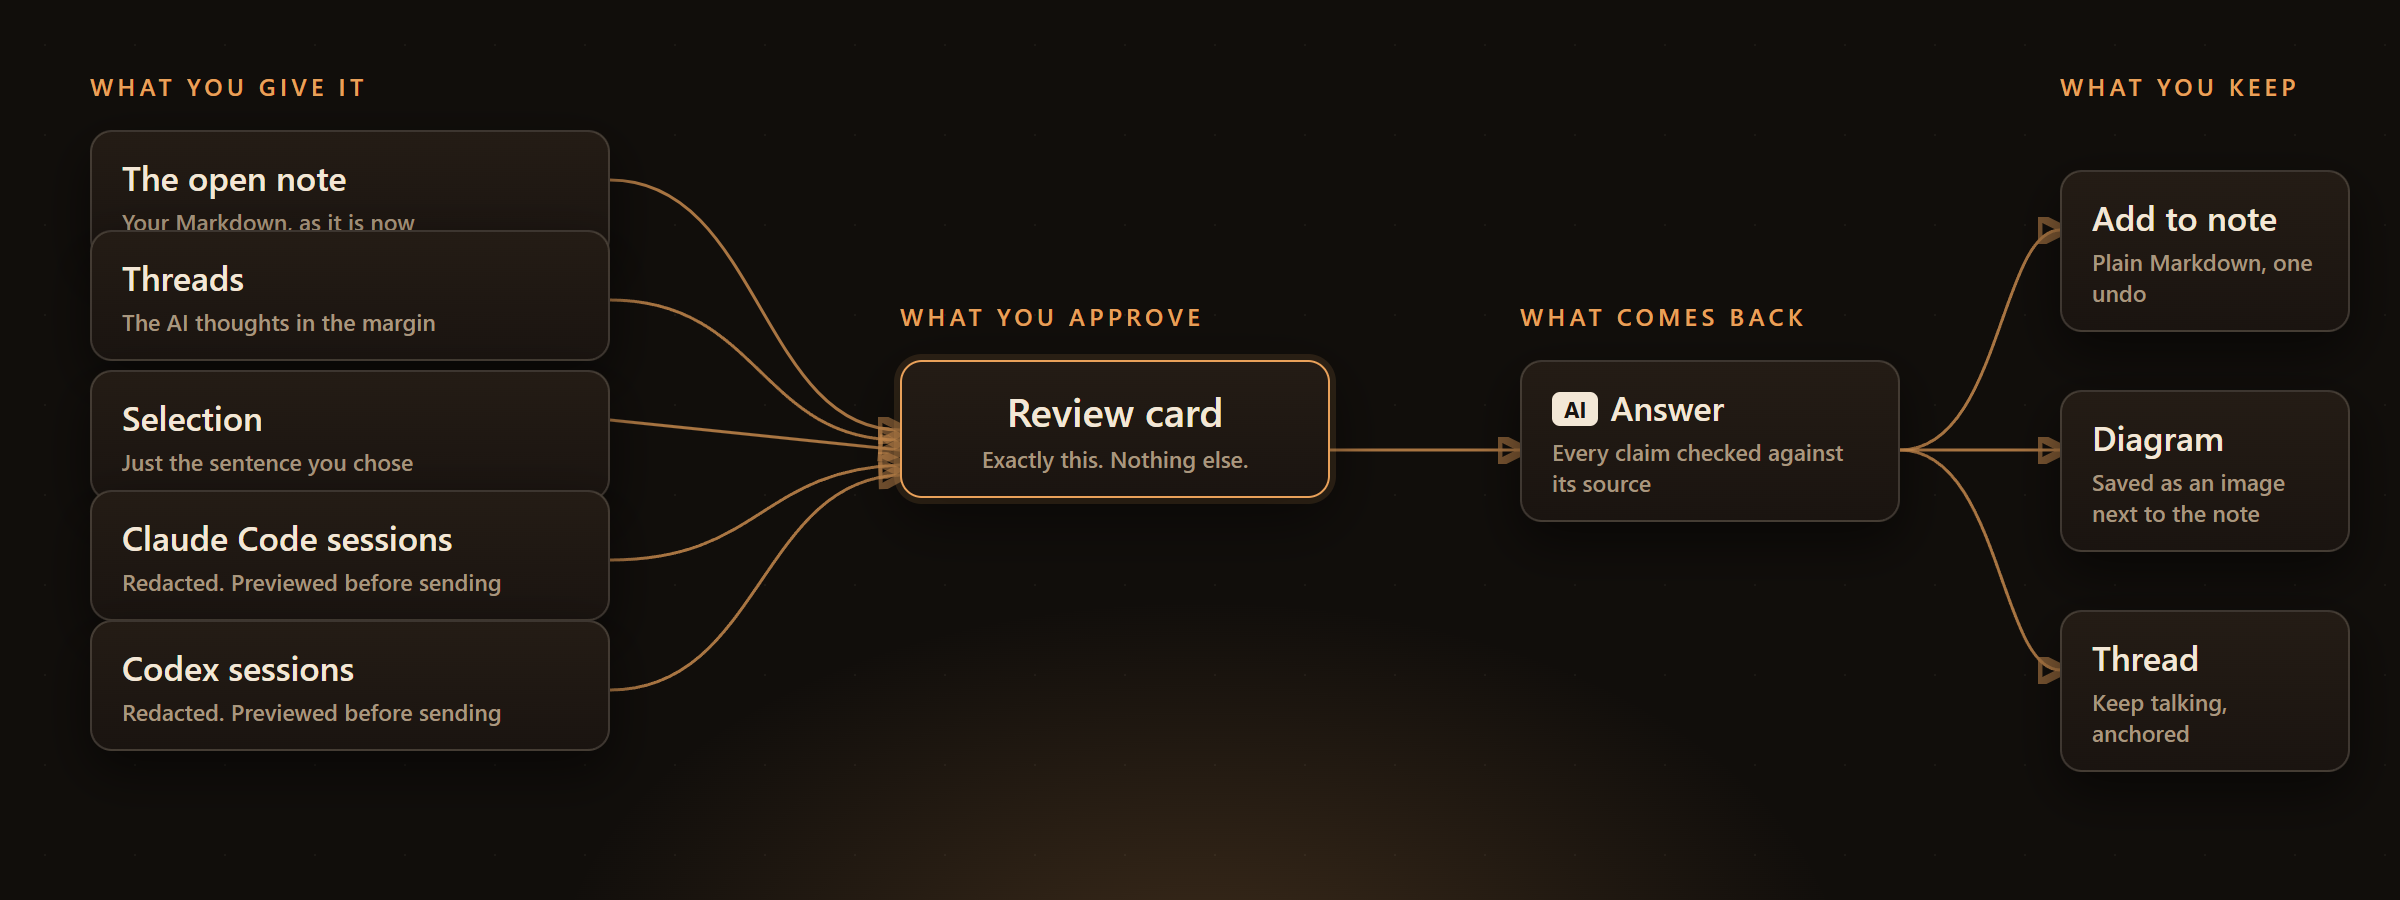 WHAT YOU GIVE IT
The open note
Your Markdown, as it is now
Threads
The AI thoughts in the margin
Selection
Just the sentence you chose
Claude Code sessions
Redacted. Previewed before sending
Codex sessions
Redacted. Previewed before sending
WHAT YOU APPROVE
Review card
Exactly this. Nothing else.
WHAT COMES BACK
AI Answer
Every claim checked against
its source
WHAT YOU KEEP
Add to note
Plain Markdown, one
undo
Diagram
Saved as an image
next to the note
Thread
Keep talking,
anchored